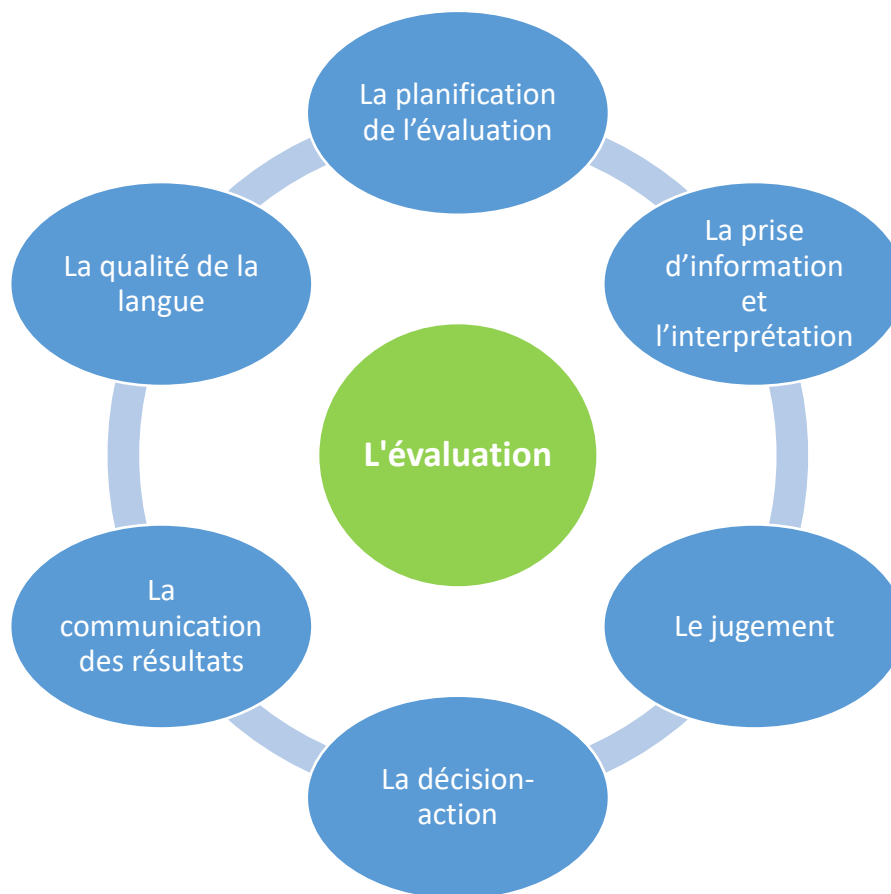 La planification
de l’évaluation
La prise
d’information
et
l’interprétation
Le jugement
La décision-
action
La
communication
des résultats
La qualité de la
langue
L'évaluation